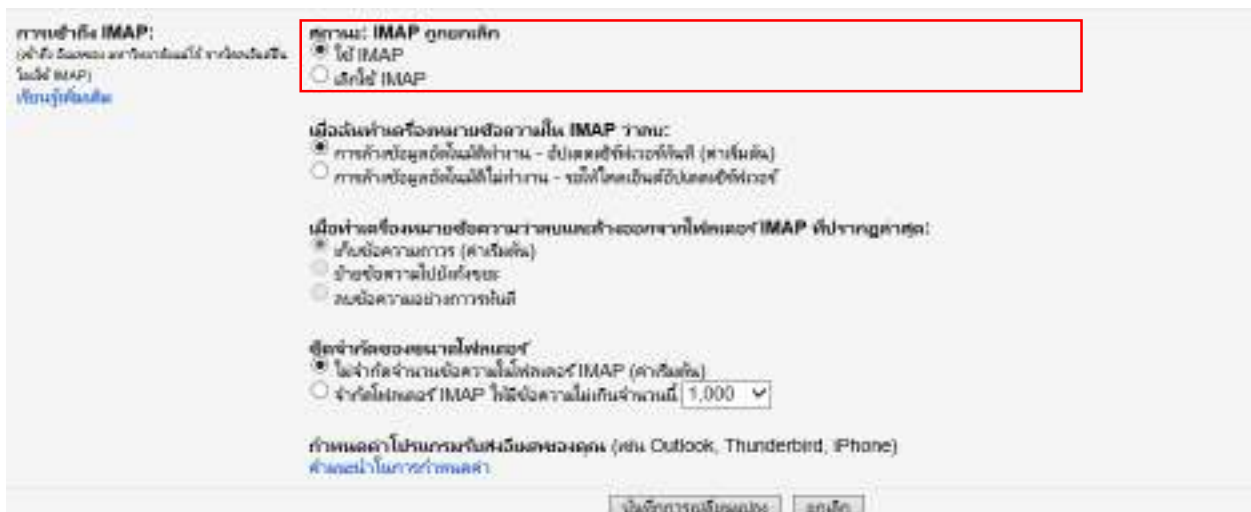 การเข้าถึง IMAP:
(เข้าถึง อีเมลของ มหาวิทยาลัยแม่โจ้ จากไคลเอ็นต์อื่น
โดยใช้ IMAP)
เรียนรู้เพิ่มเติม
สถานะ: IMAP ถูกยกเลิก
ใช้ IMAP
เลิกใช้ IMAP
เมื่อฉันทำเครื่องหมายข้อความใน IMAP ว่าลบ:
การล้างข้อมูลอัตโนมัติทำงาน - อัปเดตเซิร์ฟเวอร์ทันที (ค่าเริ่มต้น)
การล้างข้อมูลอัตโนมัติไม่ทำงาน - รอให้ไคลเอ็นต์อัปเดตเซิร์ฟเวอร์
เมื่อทำเครื่องหมายข้อความว่าลบและล้างออกจากโฟลเดอร์ IMAP ที่ปรากฏล่าสุด:
เก็บข้อความถาวร (ค่าเริ่มต้น)
ย้ายข้อความไปยังถังขยะ
ลบข้อความอย่างถาวรทันที
ขีดจำกัดของขนาดโฟลเดอร์
ไม่จำกัดจำนวนข้อความในโฟลเดอร์ IMAP (ค่าเริ่มต้น)
จำกัดโฟลเดอร์ IMAP ให้มีข้อความไม่เกินจำนวนนี้ 1,000
กำหนดค่าโปรแกรมรับส่งอีเมลของคุณ (เช่น Outlook, Thunderbird, iPhone)
คำแนะนำในการกำหนดค่า
บันทึกการเปลี่ยนแปลง ยกเลิก